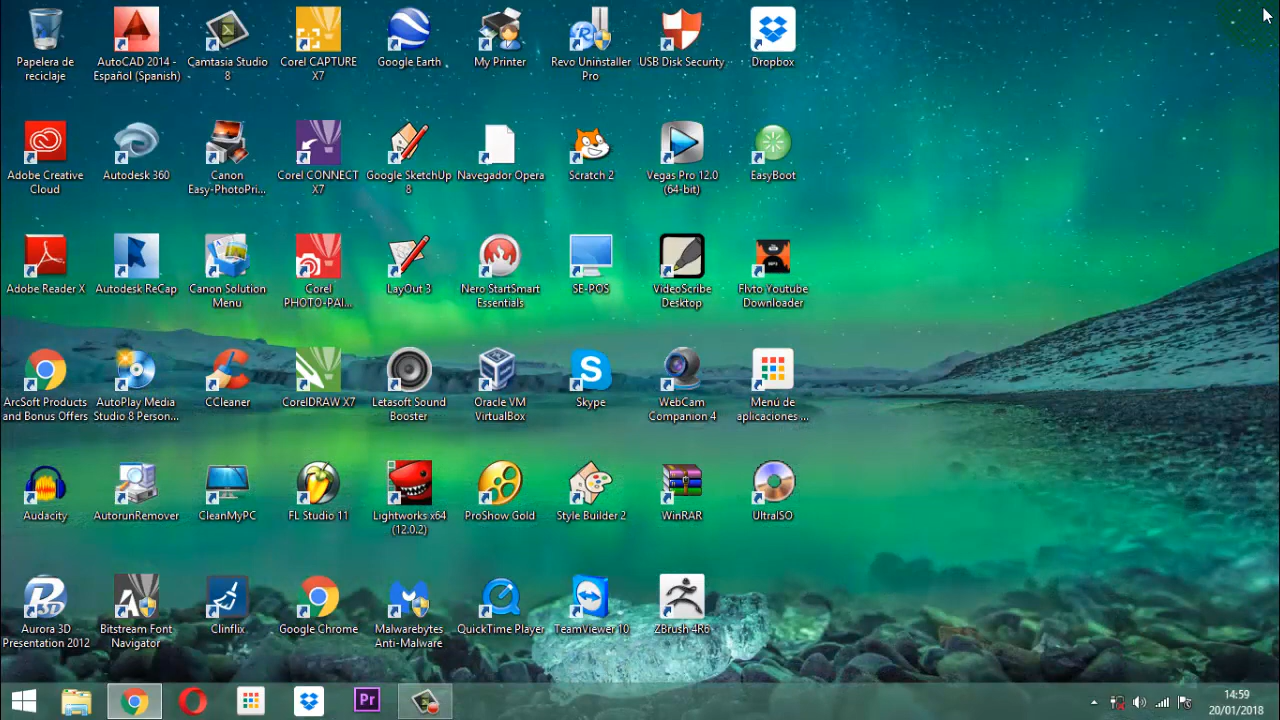 Papelera de
reciclaje
AutoCAD 2014 -
Español (Spanish)
Camtasia Studio
8
Corel CAPTURE
X7
Google Earth
My Printer
Revo Uninstaller
Pro
USB Disk Security
Dropbox
Adobe Creative
Cloud
Autodesk 360
Canon
Easy-PhotoPri...
Corel CONNECT
X7
Google SketchUp
8
Navegador Opera
Scratch 2
Vegas Pro 12.0
(64-bit)
EasyBoot
Adobe Reader X
Autodesk ReCap
Canon Solution
Menu
Corel
PHOTO-PAI...
LayOut 3
Nero StartSmart
Essentials
SE-POS
VideoScribe
Desktop
Flvto Youtube
Downloader
ArcSoft Products
and Bonus Offers
AutoPlay Media
Studio 8 Person...
CCleaner
CorelDRAW X7
Letasoft Sound
Booster
Oracle VM
VirtualBox
Skype
WebCam
Companion 4
Menú de
aplicaciones ...
Audacity
AutorunRemover
CleanMyPC
FL Studio 11
Lightworks x64
(12.0.2)
ProShow Gold
Style Builder 2
WinRAR
UltraISO
Aurora 3D
Presentation 2012
Bitstream Font
Navigator
Clinflix
Google Chrome
Malwarebytes
Anti-Malware
QuickTime Player
TeamViewer 10
ZBrush 4R6
Pr
14:59
20/01/2018